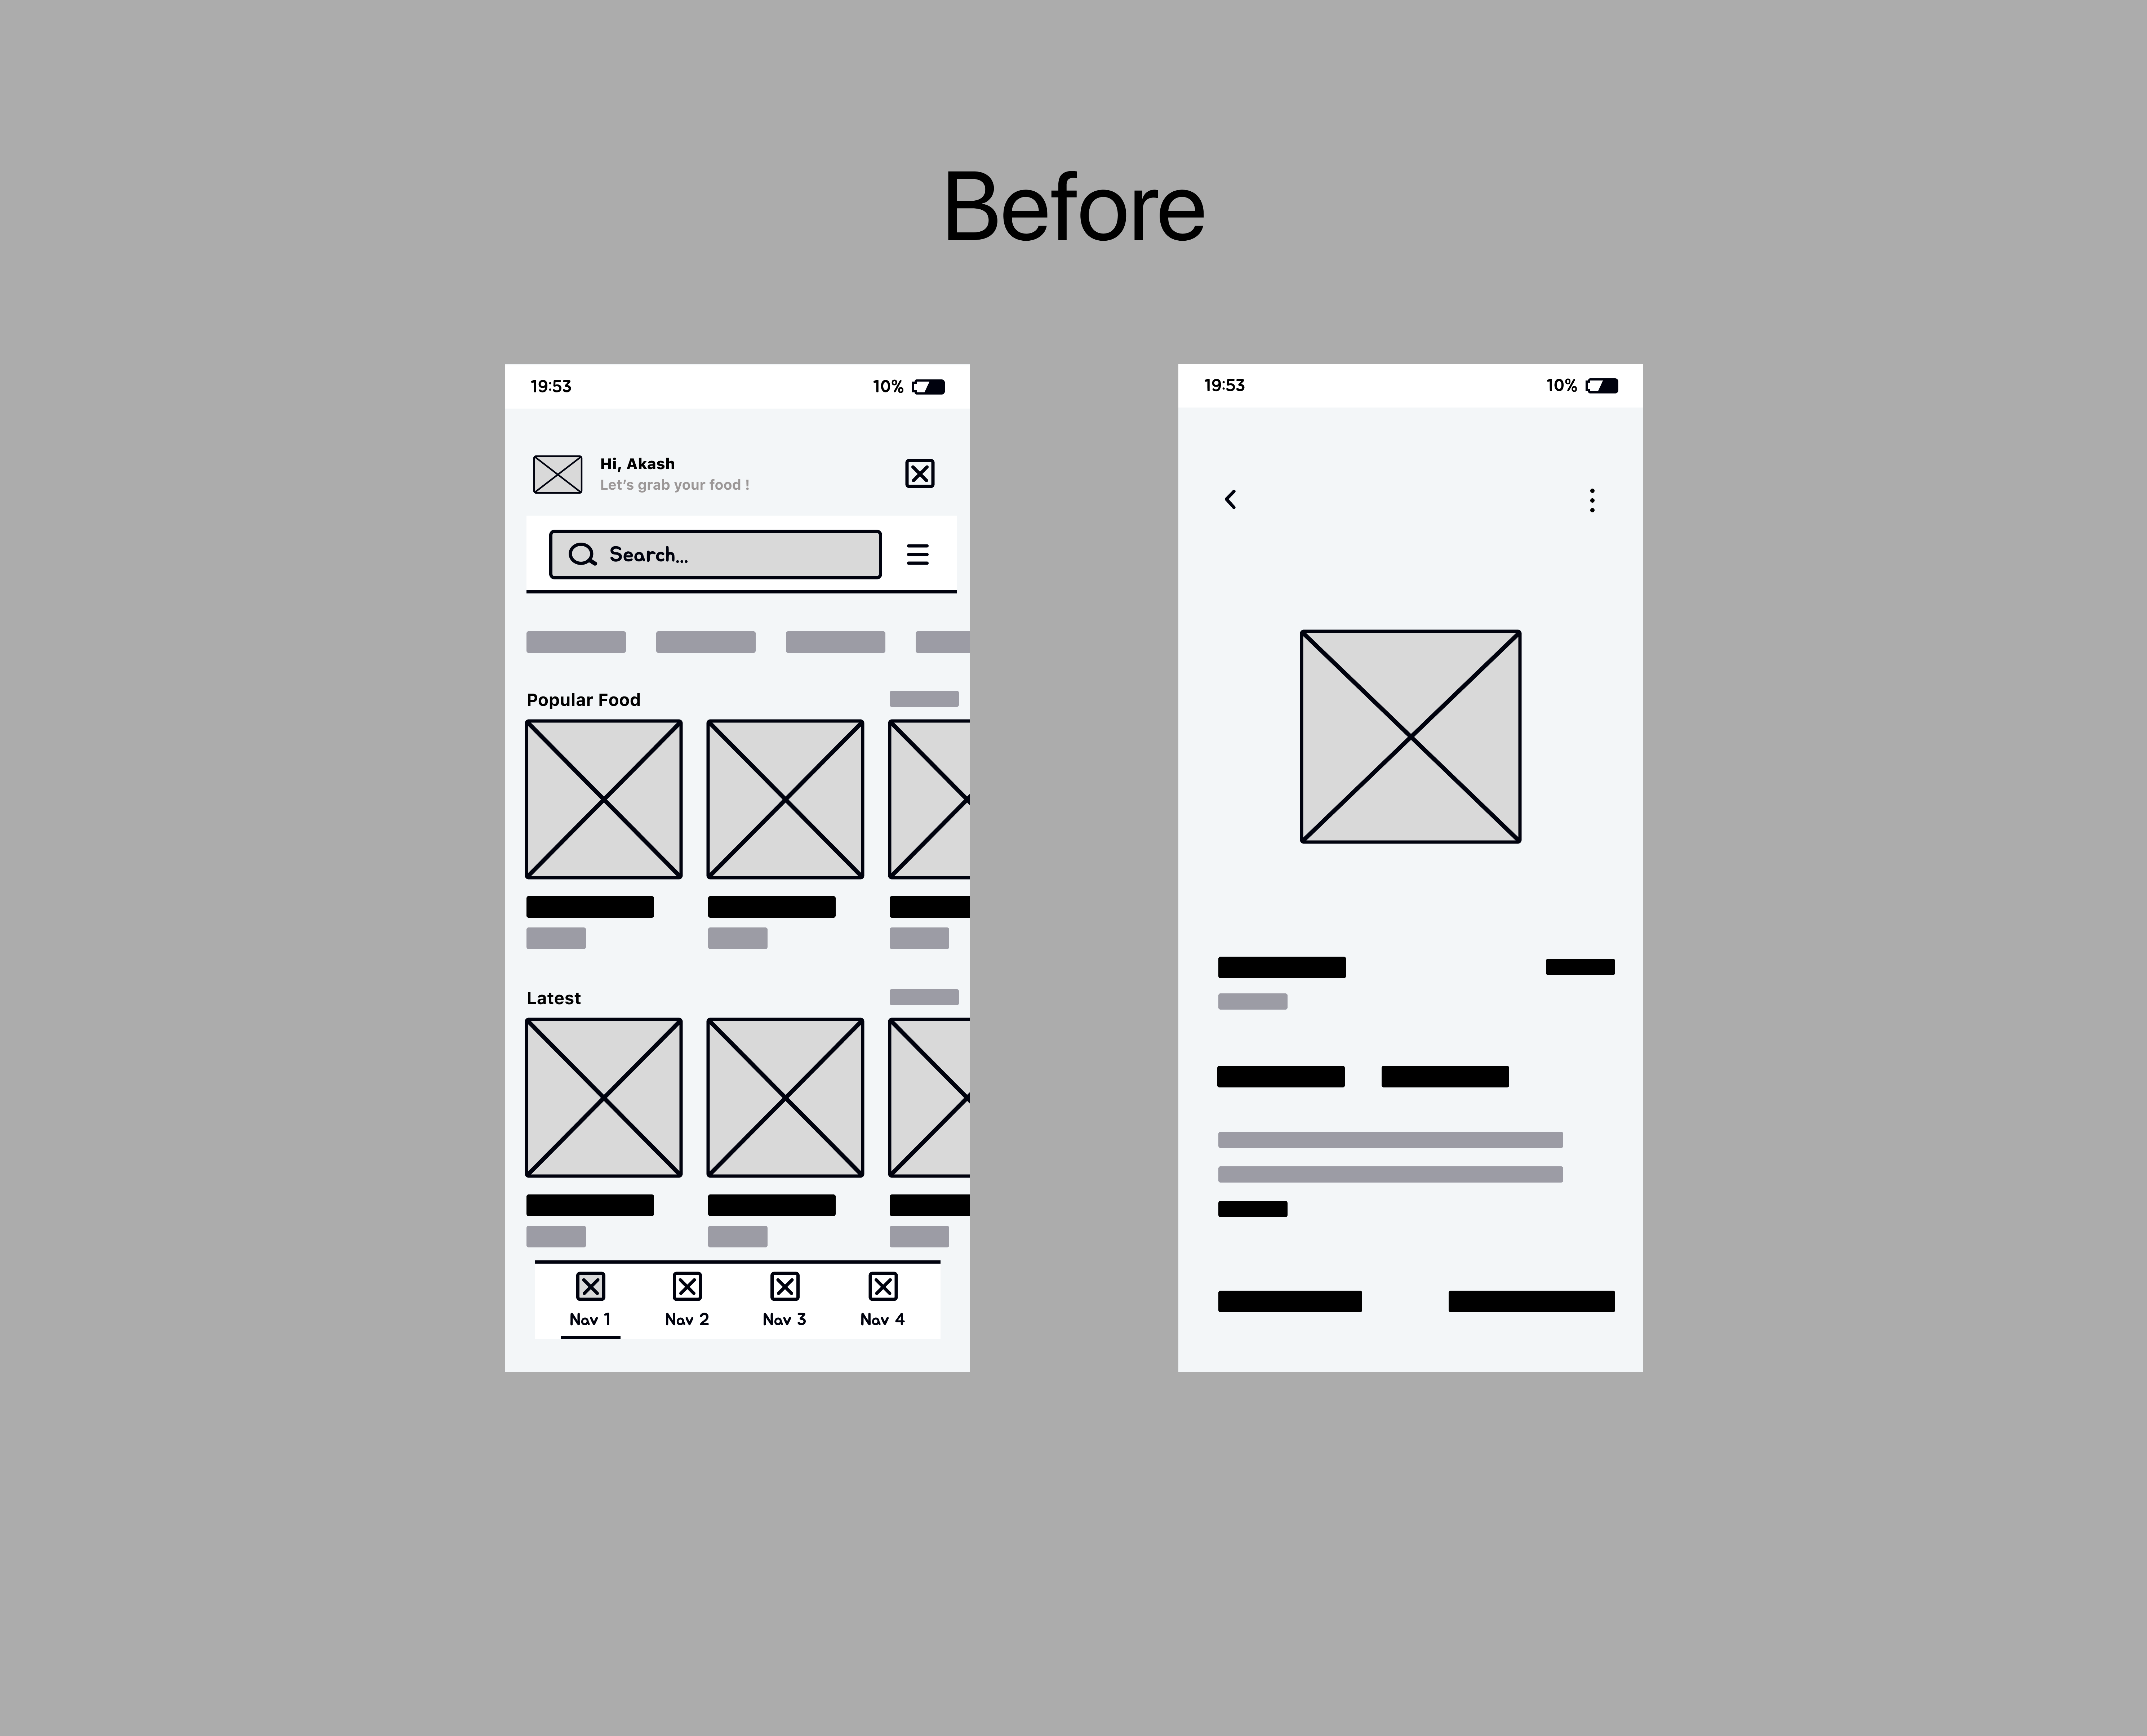 Before
19:53 10%
Hi, Akash
Let's grab your food !
Search...
Popular Food
Latest
Nav 1 Nav 2 Nav 3 Nav 4
19:53 10%